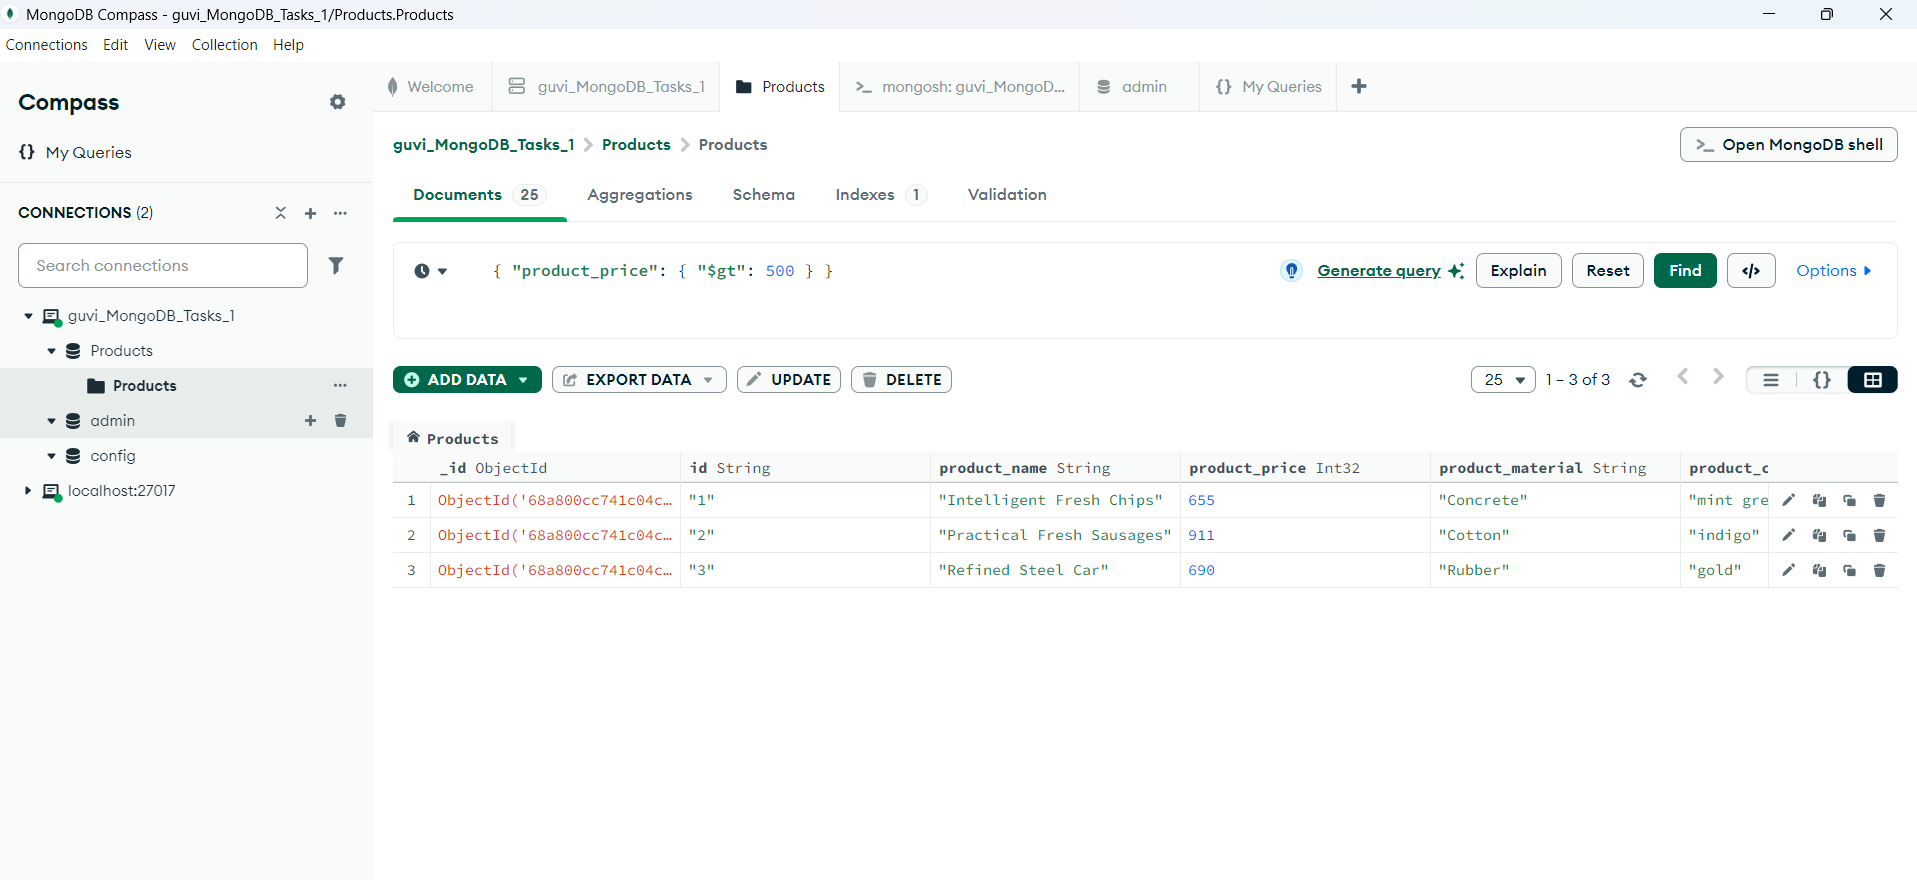 MongoDB Compass - guvi_MongoDB_Tasks_1/Products.Products
Connections Edit View Collection Help
Compass
My Queries
CONNECTIONS (2)
Search connections
guvi_MongoDB_Tasks_1
Products
Products
admin
config
localhost:27017
Welcome guvi_MongoDB_Tasks_1 Products >_ mongosh: guvi_MongoD... admin {} My Queries
guvi_MongoDB_Tasks_1 > Products > Products
>_ Open MongoDB shell
Documents 25 Aggregations Schema Indexes 1 Validation
{ "product_price": { "$gt": 500 } }
Generate query Explain Reset Find </> Options
ADD DATA EXPORT DATA UPDATE DELETE
25 1 – 3 of 3
Products
_id ObjectId id String product_name String product_price Int32 product_material String product_c
1 ObjectId('68a800cc741c04c... "1" "Intelligent Fresh Chips" 655 "Concrete" "mint gre
2 ObjectId('68a800cc741c04c... "2" "Practical Fresh Sausages" 911 "Cotton" "indigo"
3 ObjectId('68a800cc741c04c... "3" "Refined Steel Car" 690 "Rubber" "gold"